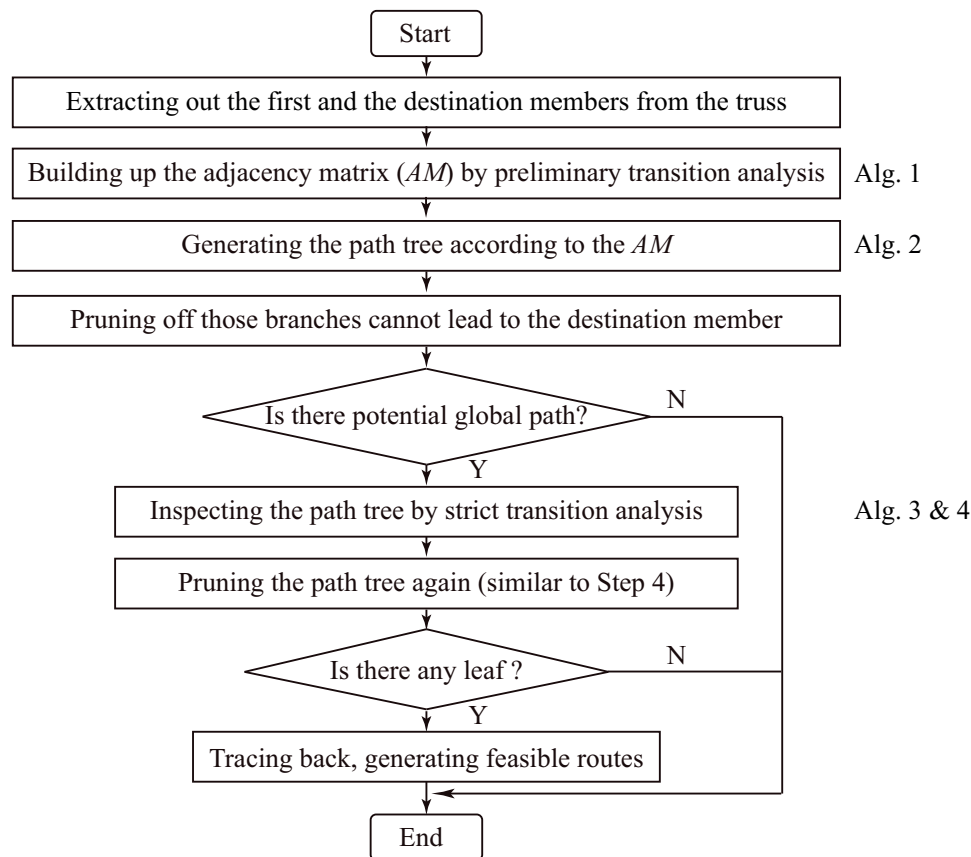 Start
Extracting out the first and the destination members from the truss
Building up the adjacency matrix (AM) by preliminary transition analysis
Alg. 1
Generating the path tree according to the AM
Alg. 2
Pruning off those branches cannot lead to the destination member
Is there potential global path?
N
Y
Inspecting the path tree by strict transition analysis
Alg. 3 & 4
Pruning the path tree again (similar to Step 4)
Is there any leaf ?
N
Y
Tracing back, generating feasible routes
End